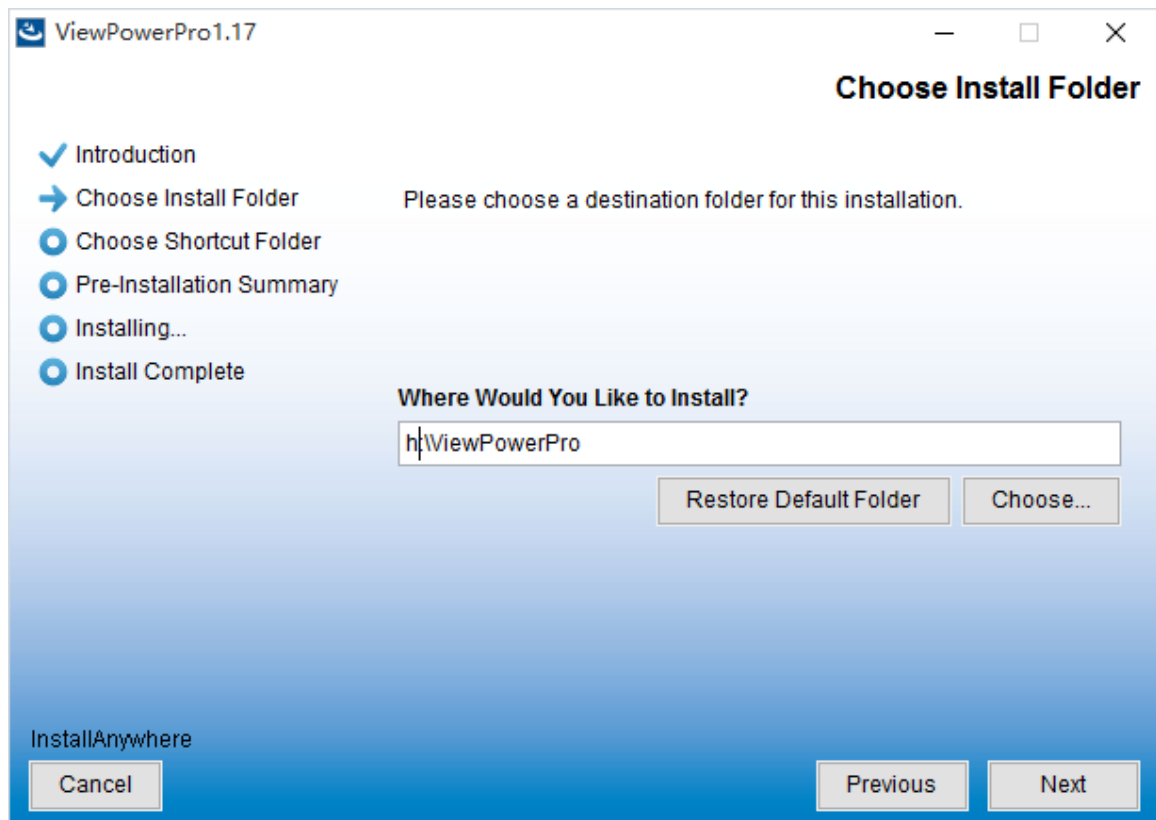 ViewPowerPro1.17
Choose Install Folder
Introduction
Choose Install Folder
Choose Shortcut Folder
Pre-Installation Summary
Installing...
Install Complete
Please choose a destination folder for this installation.
Where Would You Like to Install?
h:\ViewPowerPro
Restore Default Folder
Choose...
InstallAnywhere
Cancel
Previous
Next